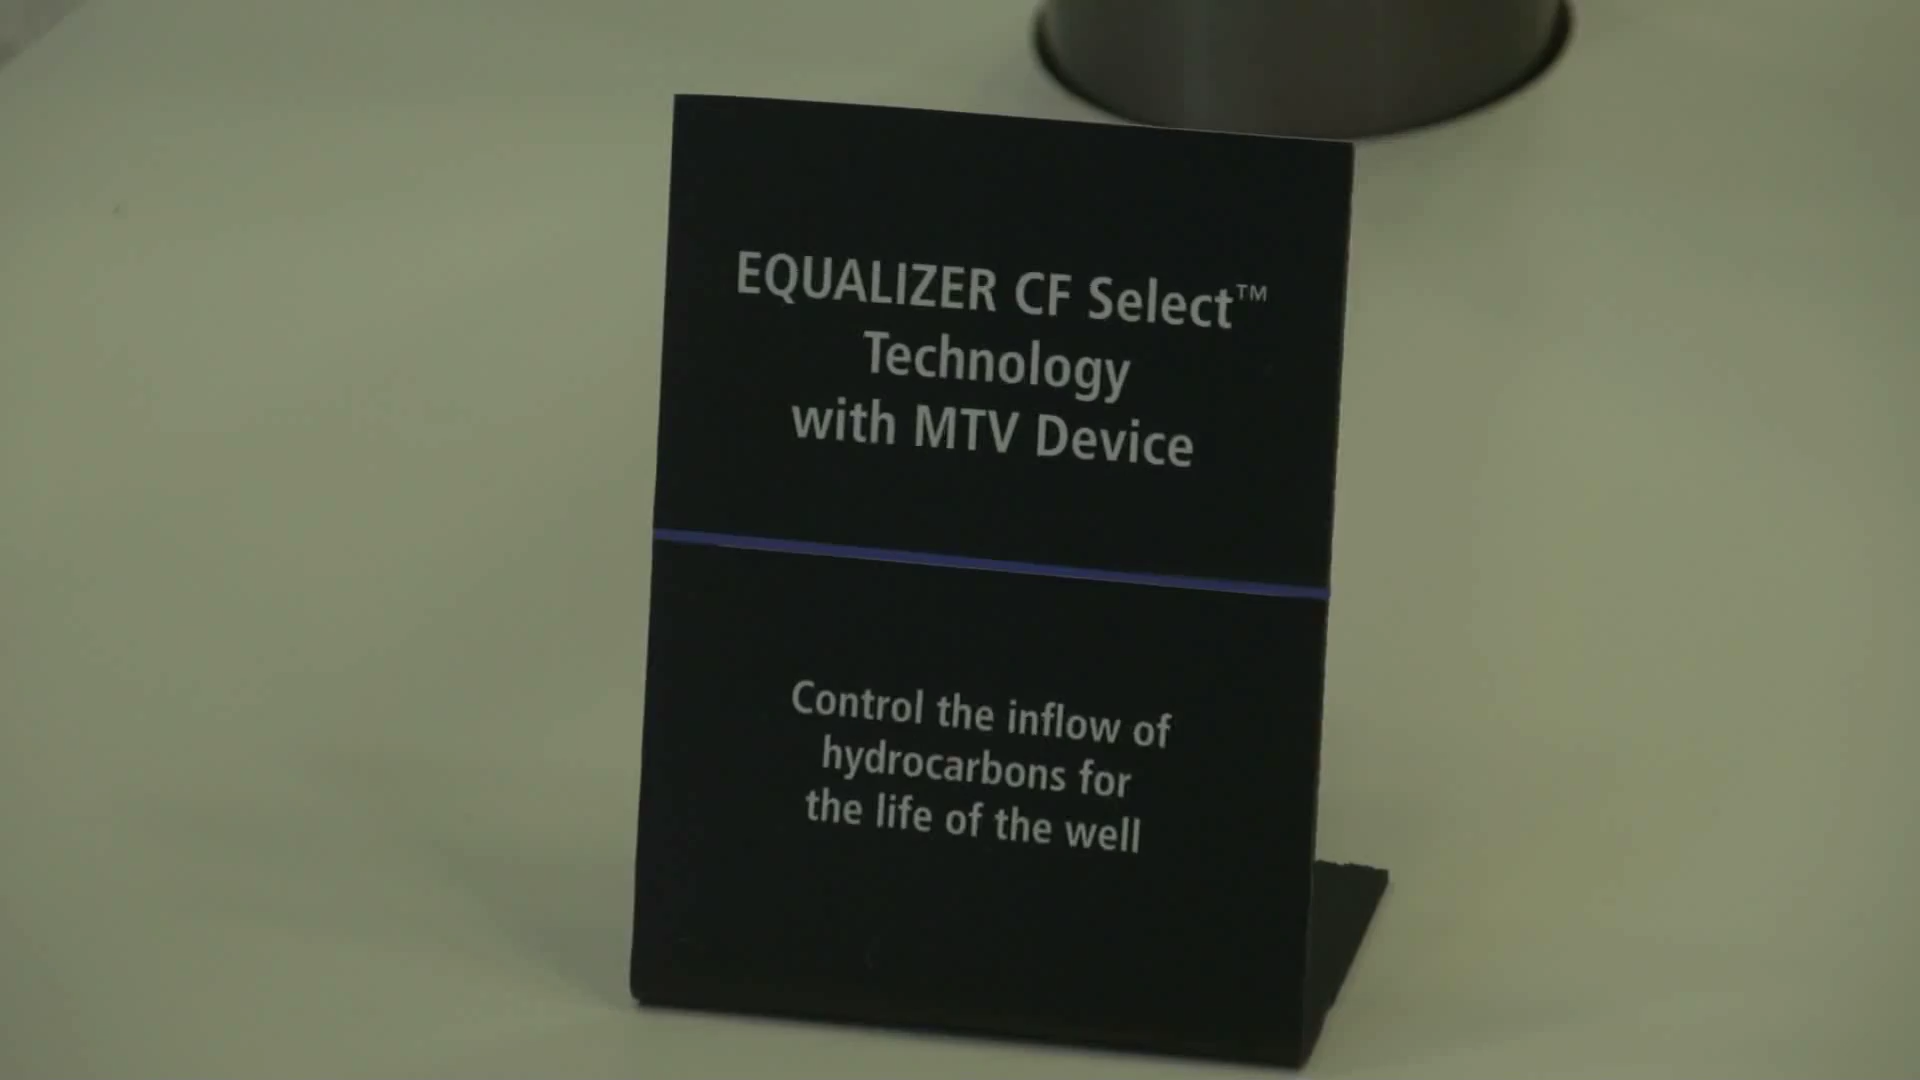 EQUALIZER CF Select™
Technology
with MTV Device
Control the inflow of
hydrocarbons for
the life of the well